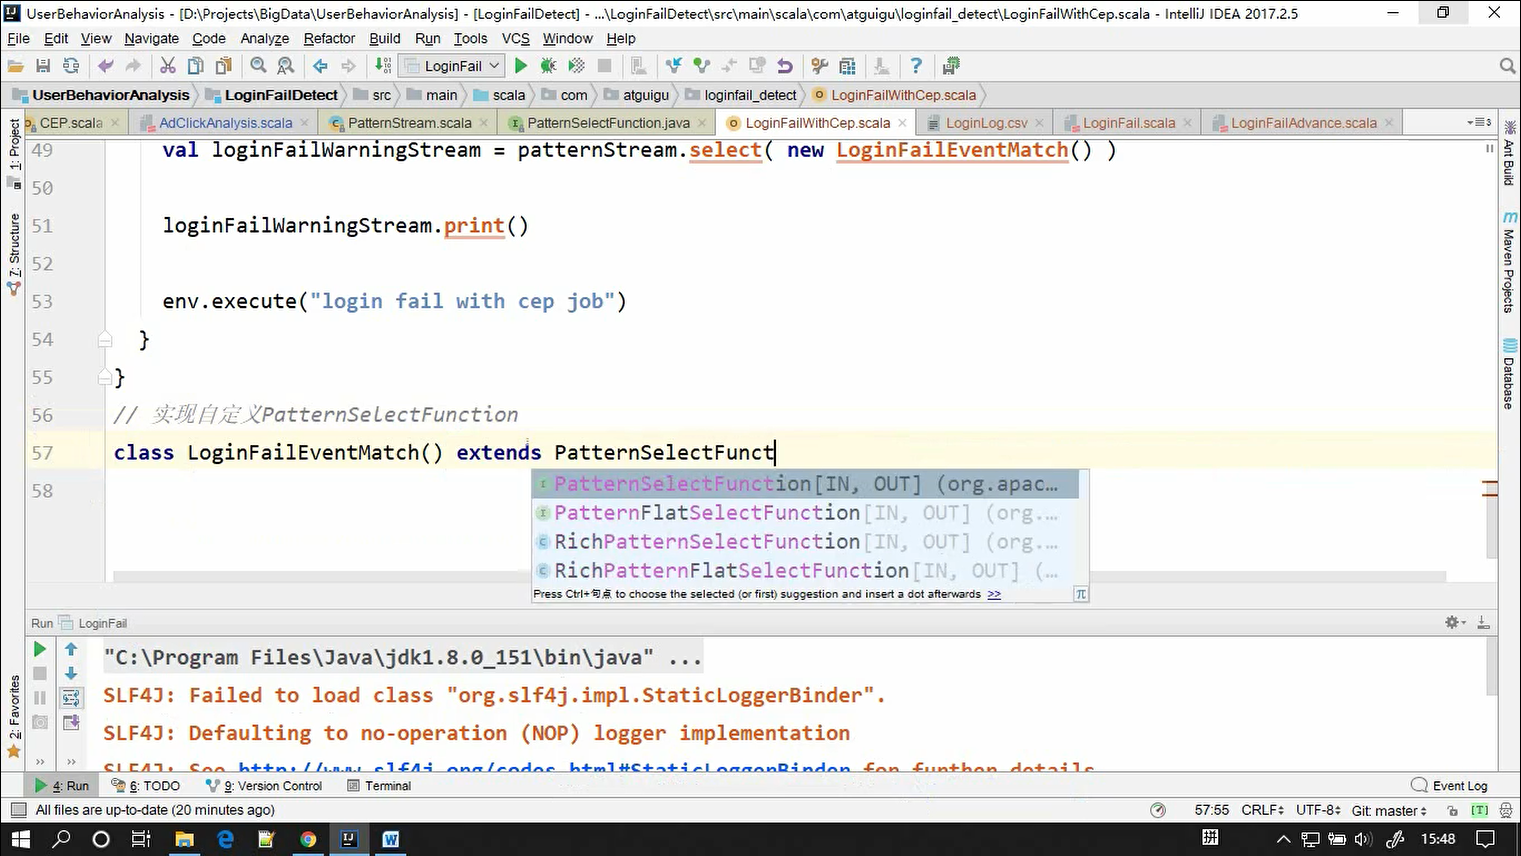 UserBehaviorAnalysis - [D:\Projects\BigData\UserBehaviorAnalysis] - [LoginFailDetect] - ...\LoginFailDetect\src\main\scala\com\atguigu\loginfail_detect\LoginFailWithCep.scala - IntelliJ IDEA 2017.2.5
File Edit View Navigate Code Analyze Refactor Build Run Tools VCS Window Help
LoginFail
UserBehaviorAnalysis LoginFailDetect src main scala com atguigu loginfail_detect LoginFailWithCep.scala
CEP.scala AdClickAnalysis.scala PatternStream.scala PatternSelectFunction.java LoginFailWithCep.scala LoginLog.csv LoginFail.scala LoginFailAdvance.scala
1: Project
7: Structure
2: Favorites
Ant Build
Maven Projects
Database
49 val loginFailWarningStream = patternStream.select( new LoginFailEventMatch() )
50
51 loginFailWarningStream.print()
52
53 env.execute("login fail with cep job")
54 }
55 }
56 // 实现自定义PatternSelectFunction
57 class LoginFailEventMatch() extends PatternSelectFunct
58
PatternSelectFunction[IN, OUT] (org.apac...
PatternFlatSelectFunction[IN, OUT] (org....
RichPatternSelectFunction[IN, OUT] (org....
RichPatternFlatSelectFunction[IN, OUT] (...
Press Ctrl+句点 to choose the selected (or first) suggestion and insert a dot afterwards >> π
Run LoginFail
"C:\Program Files\Java\jdk1.8.0_151\bin\java" ...
SLF4J: Failed to load class "org.slf4j.impl.StaticLoggerBinder".
SLF4J: Defaulting to no-operation (NOP) logger implementation
SLF4J: See http://www.slf4j.org/codes.html#StaticLoggerBinder for further details.
4: Run 6: TODO 9: Version Control Terminal Event Log
All files are up-to-date (20 minutes ago) 57:55 CRLF UTF-8 Git: master [T]
拼 15:48